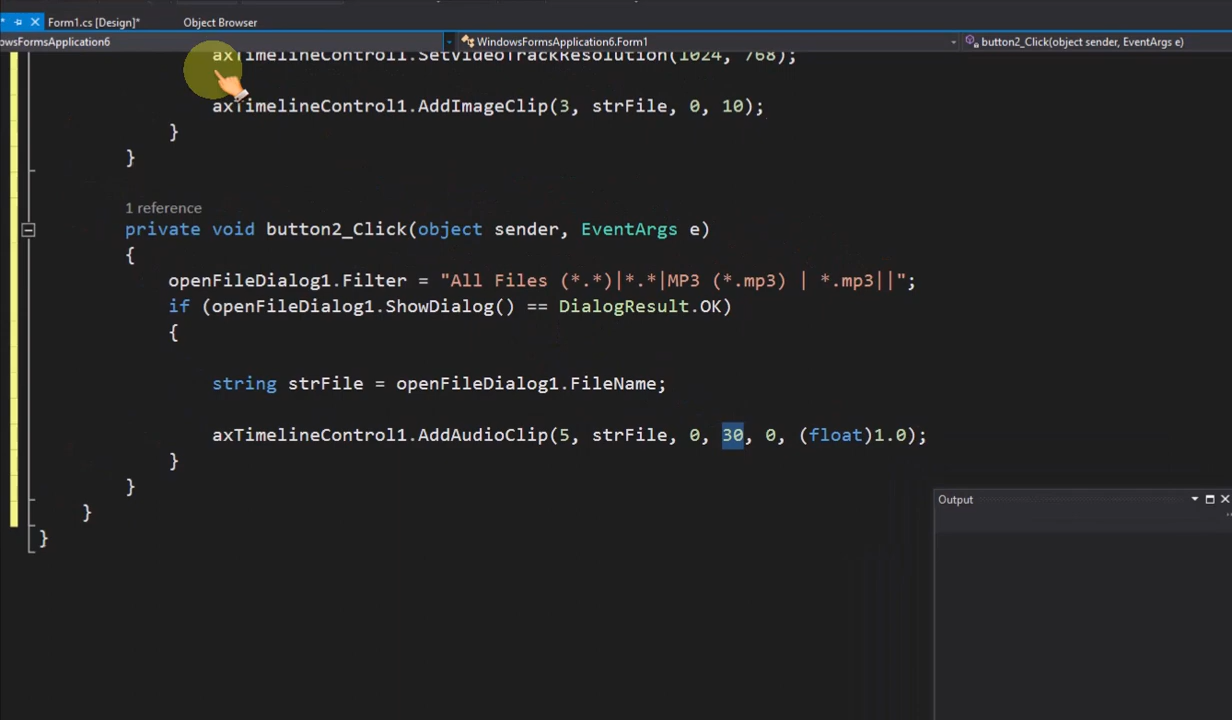 * Form1.cs [Design]* Object Browser
owsFormsApplication6 WindowsFormsApplication6.Form1 button2_Click(object sender, EventArgs e)
axTimelineControl1.SetVideoTrackResolution(1024, 768);
axTimelineControl1.AddImageClip(3, strFile, 0, 10);
}
}
1 reference
private void button2_Click(object sender, EventArgs e)
{
openFileDialog1.Filter = "All Files (*.*)|*.*|MP3 (*.mp3) | *.mp3||";
if (openFileDialog1.ShowDialog() == DialogResult.OK)
{
string strFile = openFileDialog1.FileName;
axTimelineControl1.AddAudioClip(5, strFile, 0, 30, 0, (float)1.0);
}
}
}
}
Output